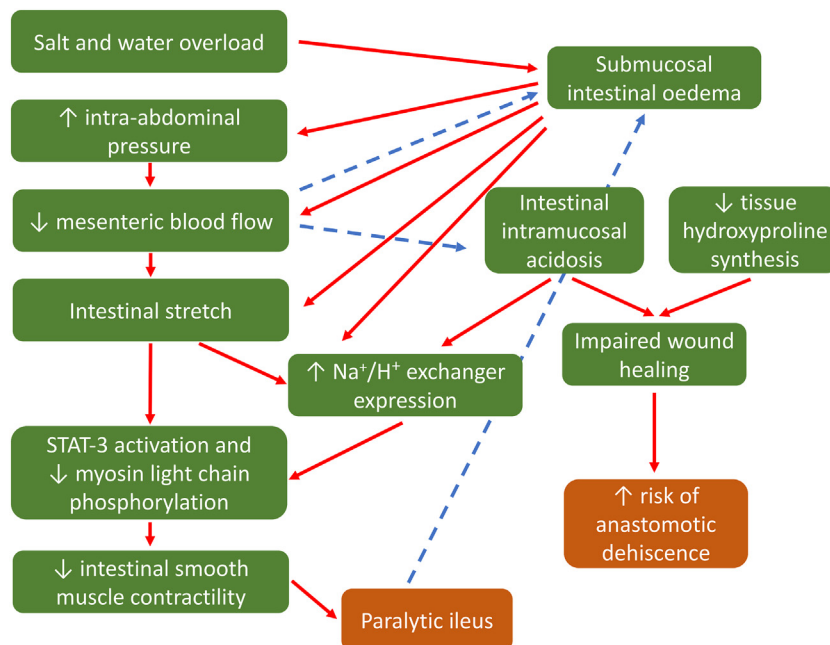 Salt and water overload
Submucosal
intestinal oedema
↑ intra-abdominal
pressure
↓ mesenteric blood flow
Intestinal
intramucosal
acidosis
↓ tissue
hydroxyproline
synthesis
Intestinal stretch
Impaired wound
healing
↑ Na⁺/H⁺ exchanger
expression
STAT-3 activation and
↓ myosin light chain
phosphorylation
↑ risk of
anastomotic
dehiscence
↓ intestinal smooth
muscle contractility
Paralytic ileus